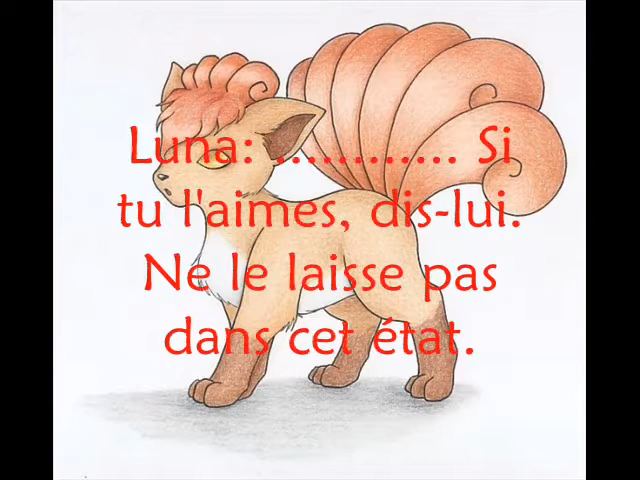 Luna: ............ Si
tu l'aimes, dis-lui.
Ne le laisse pas
dans cet état.